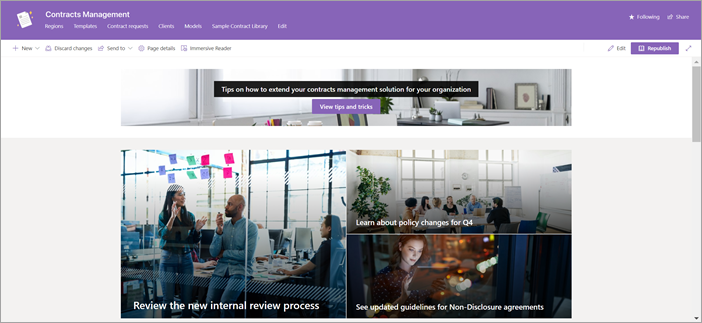 Contracts Management
Following
Share
Regions Templates Contract requests Clients Models Sample Contract Library Edit
New Discard changes Send to Page details Immersive Reader Edit Republish
Tips on how to extend your contracts management solution for your organization
View tips and tricks
Learn about policy changes for Q4
Review the new internal review process
See updated guidelines for Non-Disclosure agreements